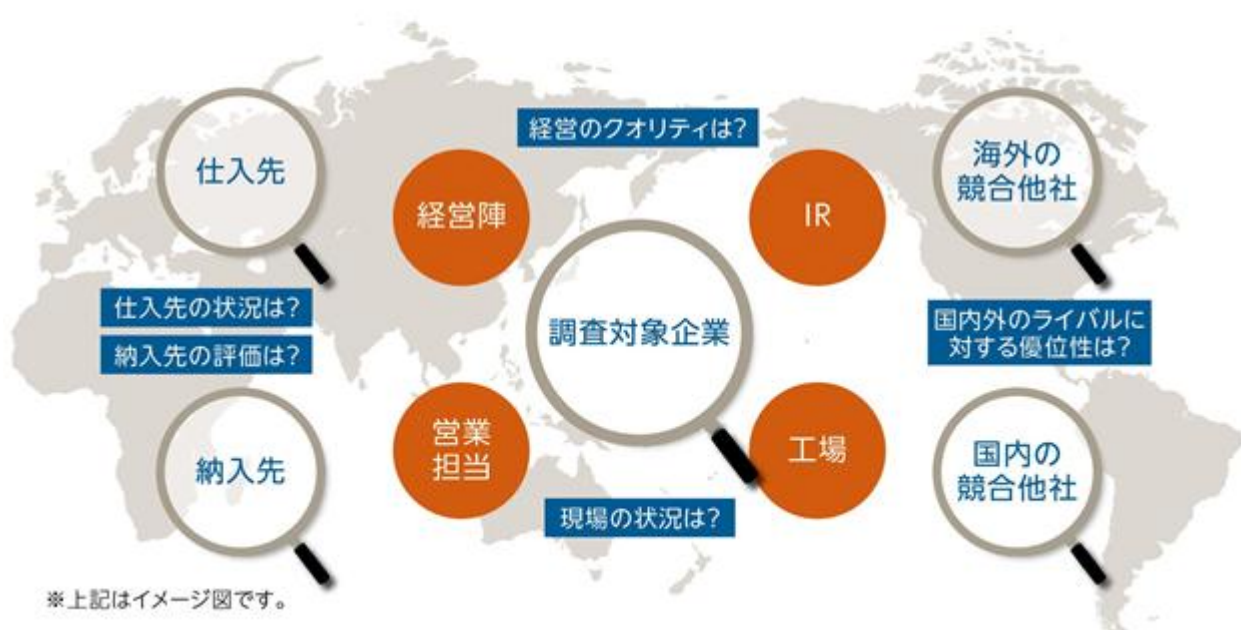 経営のクオリティは?
仕入先
経営陣
IR
海外の
競合他社
仕入先の状況は?
納入先の評価は?
調査対象企業
国内外のライバルに
対する優位性は?
納入先
営業
担当
工場
国内の
競合他社
現場の状況は?
※上記はイメージ図です。